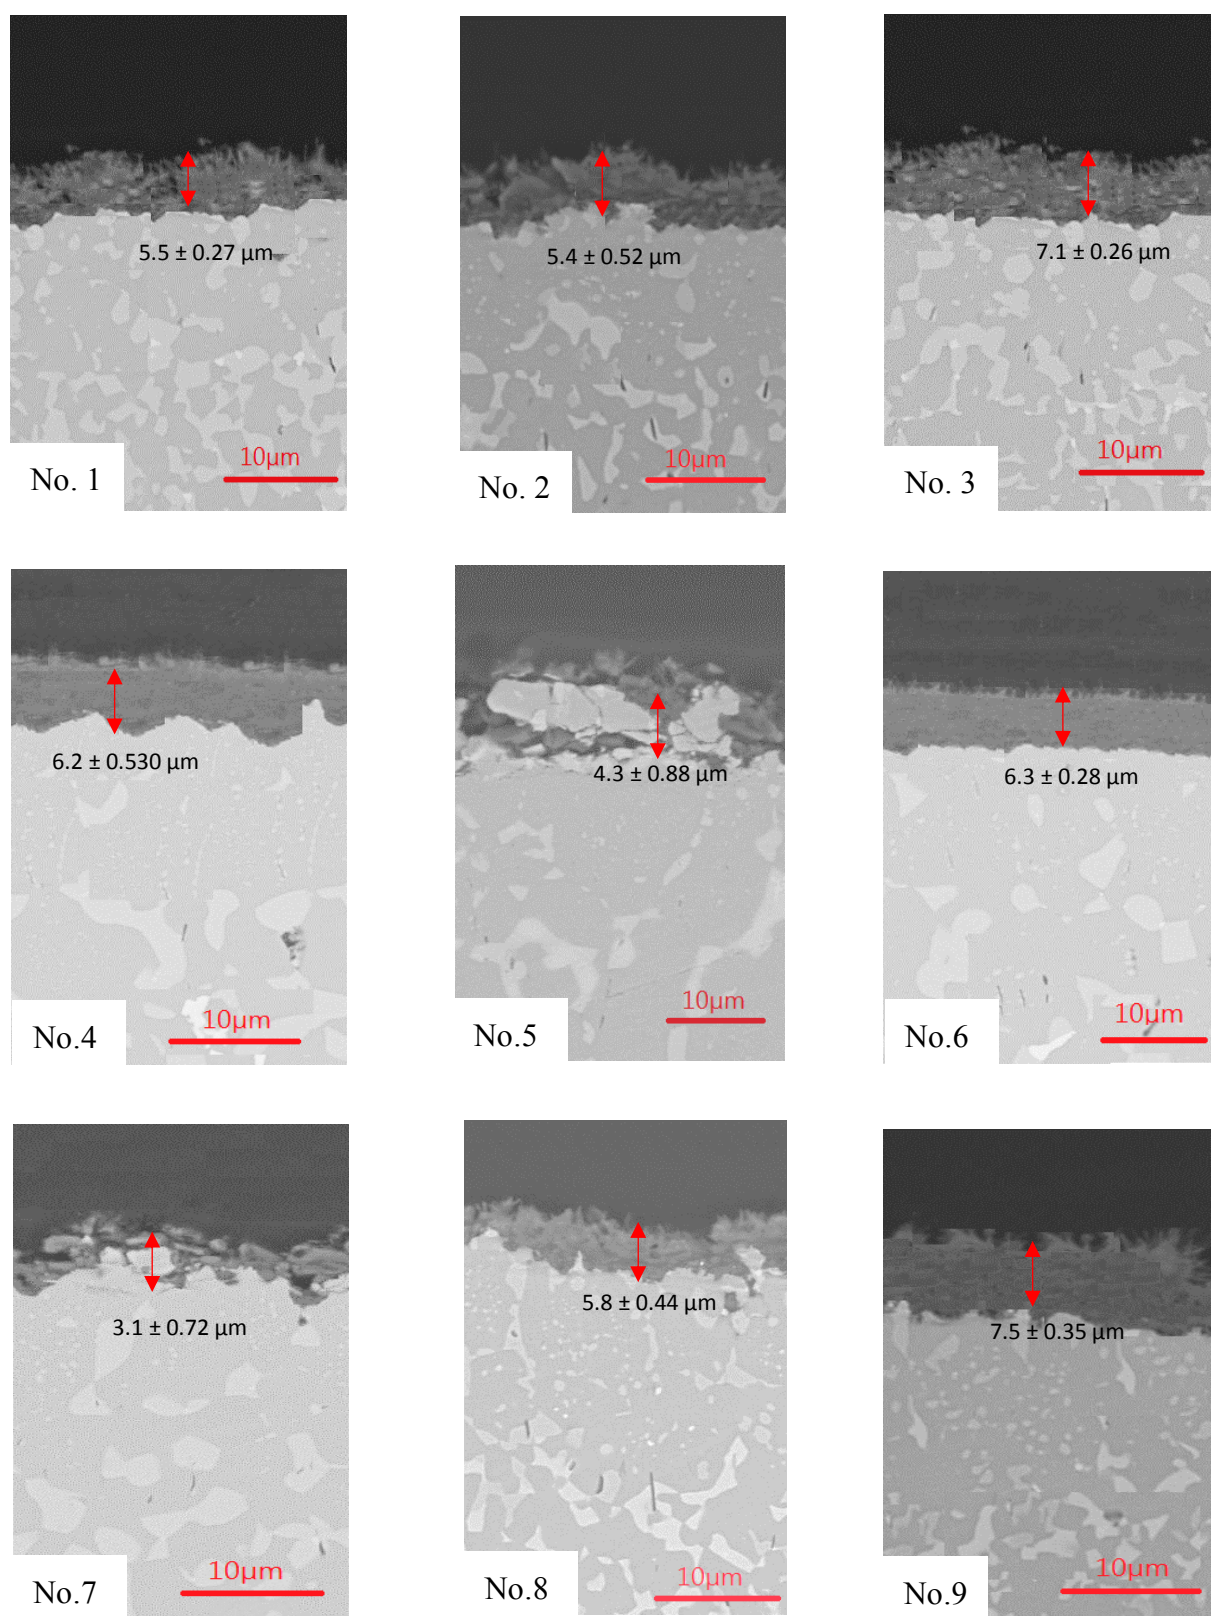 5.5 ± 0.27 µm
10µm
No. 1
5.4 ± 0.52 µm
10µm
No. 2
7.1 ± 0.26 µm
10µm
No. 3
6.2 ± 0.530 µm
10µm
No.4
4.3 ± 0.88 µm
10µm
No.5
6.3 ± 0.28 µm
10µm
No.6
3.1 ± 0.72 µm
10µm
No.7
5.8 ± 0.44 µm
10µm
No.8
7.5 ± 0.35 µm
10µm
No.9